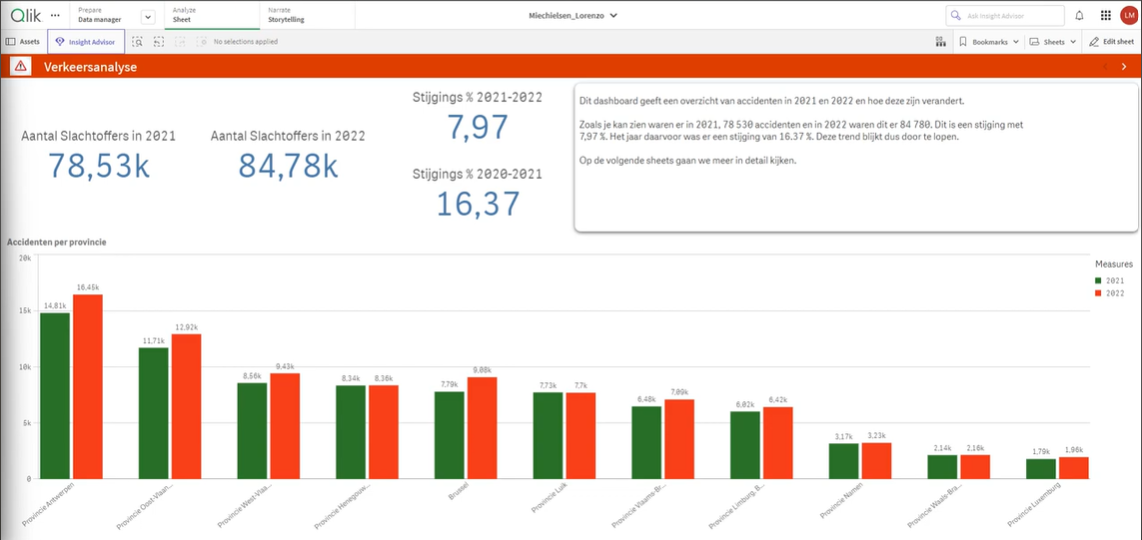 Qlik
Prepare
Data manager
Analyze
Sheet
Narrate
Storytelling
Miechielsen_Lorenzo
Ask Insight Advisor
LM
Assets
Insight Advisor
No selections applied
Bookmarks
Sheets
Edit sheet
Verkeersanalyse
Aantal Slachtoffers in 2021
78,53k
Aantal Slachtoffers in 2022
84,78k
Stijgings % 2021-2022
7,97
Stijgings % 2020-2021
16,37
Dit dashboard geeft een overzicht van accidenten in 2021 en 2022 en hoe deze zijn verandert.
Zoals je kan zien waren er in 2021, 78 530 accidenten en in 2022 waren dit er 84 780. Dit is een stijging met
7,97 %. Het jaar daarvoor was er een stijging van 16.37 %. Deze trend blijkt dus door te lopen.
Op de volgende sheets gaan we meer in detail kijken.
Accidenten per provincie
20k
15k
10k
5k
0
14,81k
16,45k
11,71k
12,92k
8,56k
9,43k
8,34k
8,36k
7,79k
9,08k
7,73k
7,7k
6,48k
7,09k
6,02k
6,42k
3,17k
3,23k
2,14k
2,16k
1,79k
1,96k
Provincie Antwerpen
Provincie Oost-Vlaan...
Provincie West-Vlaa...
Provincie Henegouw...
Brussel
Provincie Luik
Provincie Vlaams-Br...
Provincie Limburg, B...
Provincie Namen
Provincie Waals-Bra...
Provincie Luxemburg
Measures
2021
2022